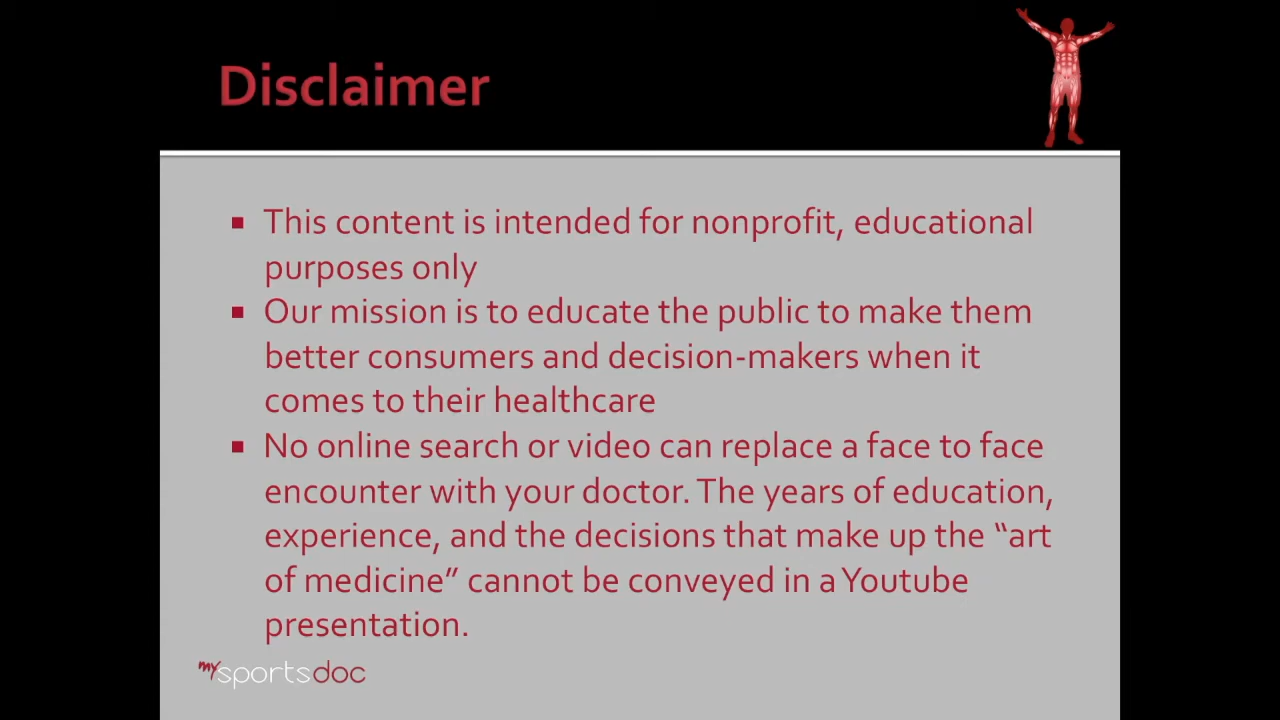 Disclaimer
This content is intended for nonprofit, educational
purposes only
Our mission is to educate the public to make them
better consumers and decision-makers when it
comes to their healthcare
No online search or video can replace a face to face
encounter with your doctor. The years of education,
experience, and the decisions that make up the “art
of medicine” cannot be conveyed in a Youtube
presentation.
mysportsdoc